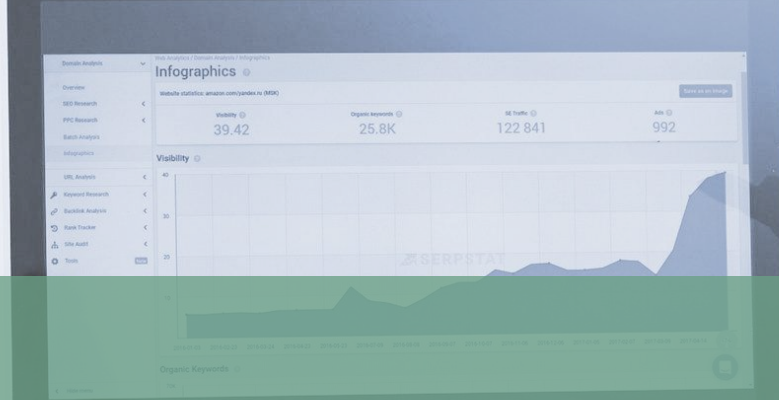 Web Analytics / Domain Analysis / Infographics
Domain Analysis
Infographics
Overview
SEO Research
PPC Research
Batch Analysis
Infographics
URL Analysis
Keyword Research
Backlink Analysis
Rank Tracker
Site Audit
Tools
Website statistics: amazon.com/yandex.ru (MSK)
Save as an image
Visibility
39.42
Organic keywords
25.8K
SE Traffic
122 841
Ads
992
Visibility
40
30
20
SERPSTAT
Organic Keywords